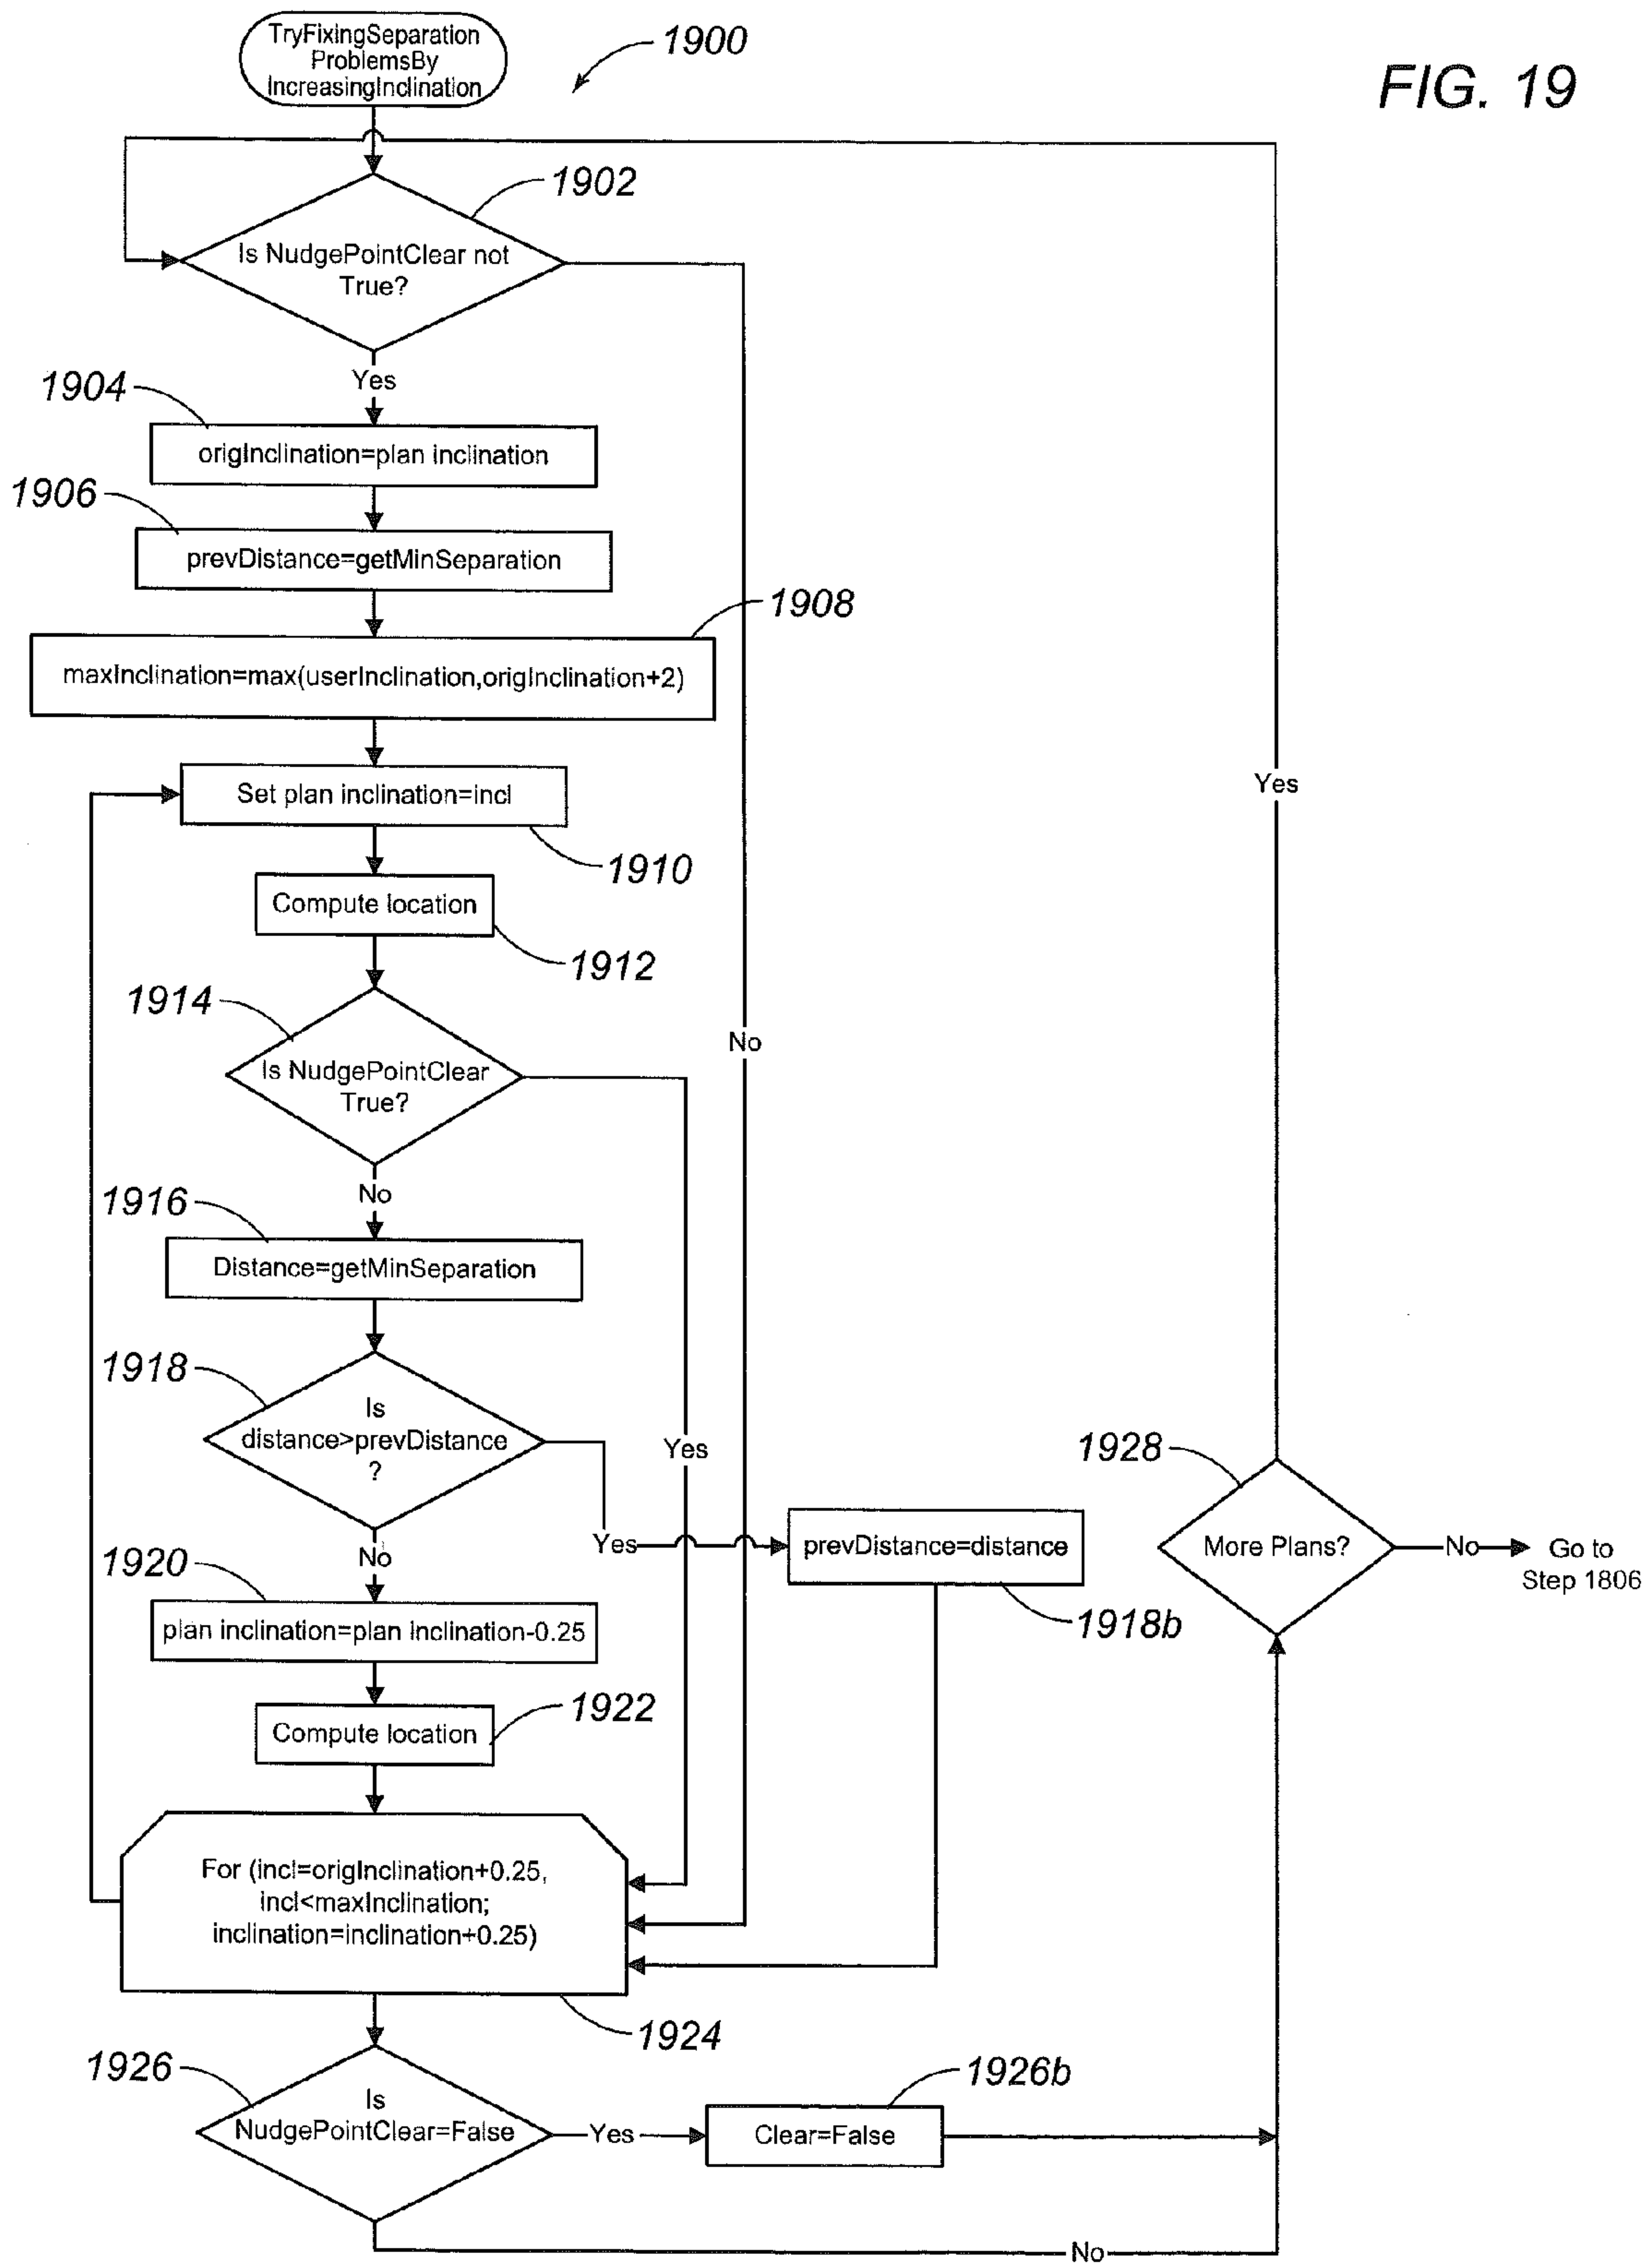 TryFixingSeparation
ProblemsBy
IncreasingInclination
1900
FIG. 19
1902
Is NudgePointClear not
True?
Yes
1904
origInclination=plan inclination
1906
prevDistance=getMinSeparation
1908
maxInclination=max(userInclination,origInclination+2)
Set plan inclination=incl
Yes
1910
Compute location
1912
1914
No
Is NudgePointClear
True?
No
1916
Distance=getMinSeparation
1918
Is
distance>prevDistance
?
Yes
1928
Yes
prevDistance=distance
More Plans?
No
Go to
Step 1806
No
1920
1918b
plan inclination=plan inclination-0.25
1922
Compute location
For (incl=origInclination+0.25,
incl<maxInclination;
inclination=inclination+0.25)
1924
1926
Is
NudgePointClear=False
Yes
1926b
Clear=False
No